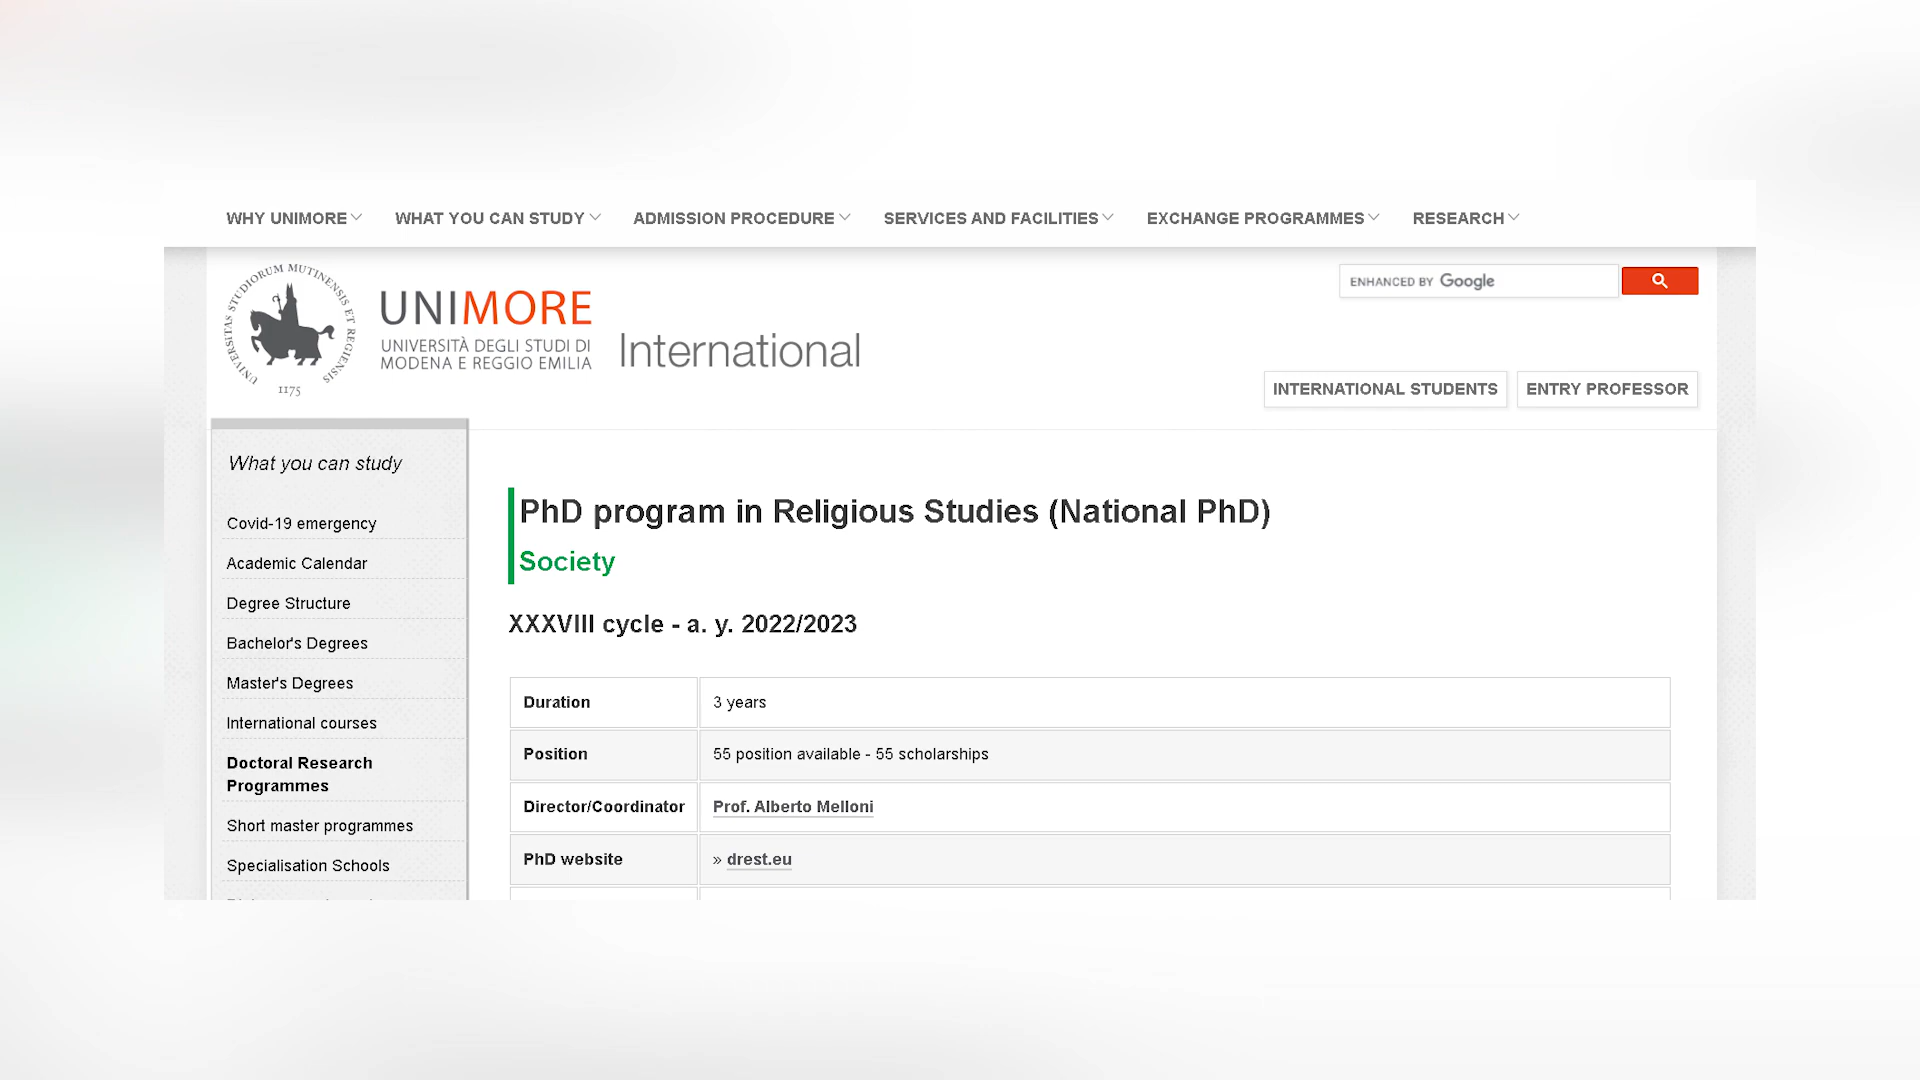 WHY UNIMORE WHAT YOU CAN STUDY ADMISSION PROCEDURE SERVICES AND FACILITIES EXCHANGE PROGRAMMES RESEARCH
UNIVERSITAS STUDIORUM MUTINENSIS ET REGIENSIS
1175
UNIMORE
UNIVERSITÀ DEGLI STUDI DI
MODENA E REGGIO EMILIA
International
ENHANCED BY Google
INTERNATIONAL STUDENTS ENTRY PROFESSOR
What you can study
Covid-19 emergency
Academic Calendar
Degree Structure
Bachelor's Degrees
Master's Degrees
International courses
Doctoral Research
Programmes
Short master programmes
Specialisation Schools
PhD program in Religious Studies (National PhD)
Society
XXXVIII cycle - a. y. 2022/2023
Duration 3 years
Position 55 position available - 55 scholarships
Director/Coordinator Prof. Alberto Melloni
PhD website » drest.eu